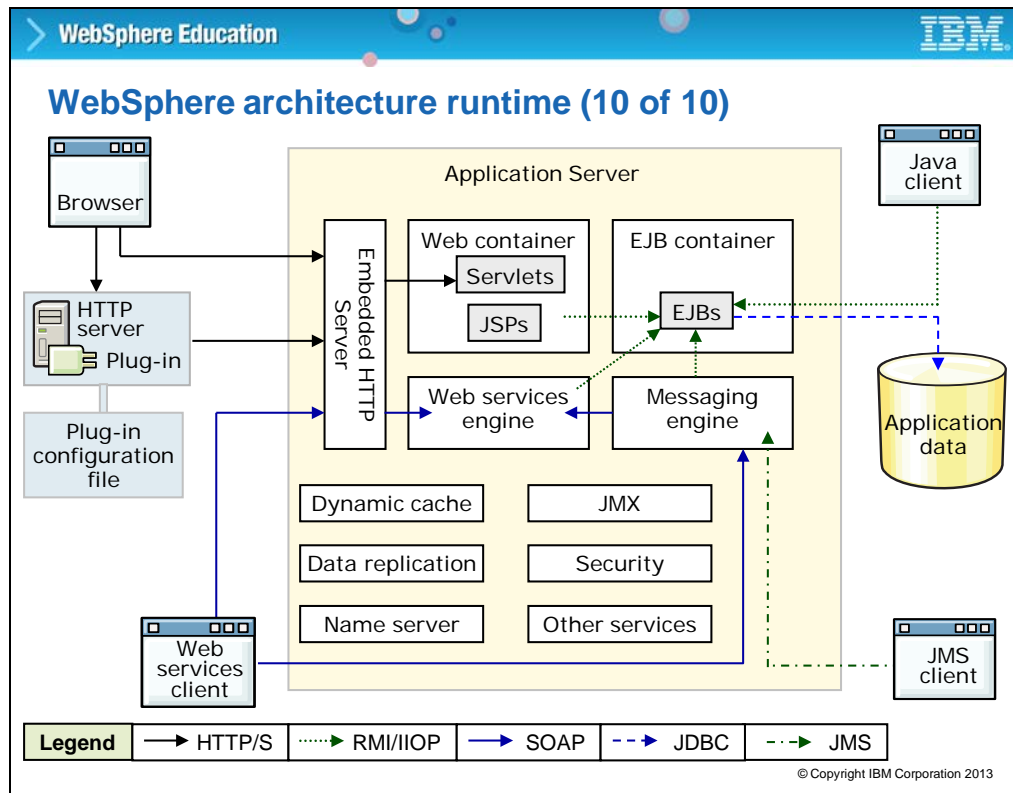 WebSphere Education
IBM
WebSphere architecture runtime (10 of 10)
Browser
Application Server
Java
client
HTTP
server
Plug-in
Plug-in
configuration
file
Embedded HTTP
Server
Web container
Servlets
JSPs
EJB container
EJBs
Web services
engine
Messaging
engine
Application
data
Dynamic cache
JMX
Data replication
Security
Name server
Other services
Web
services
client
JMS
client
Legend
HTTP/S
RMI/IIOP
SOAP
JDBC
JMS
© Copyright IBM Corporation 2013